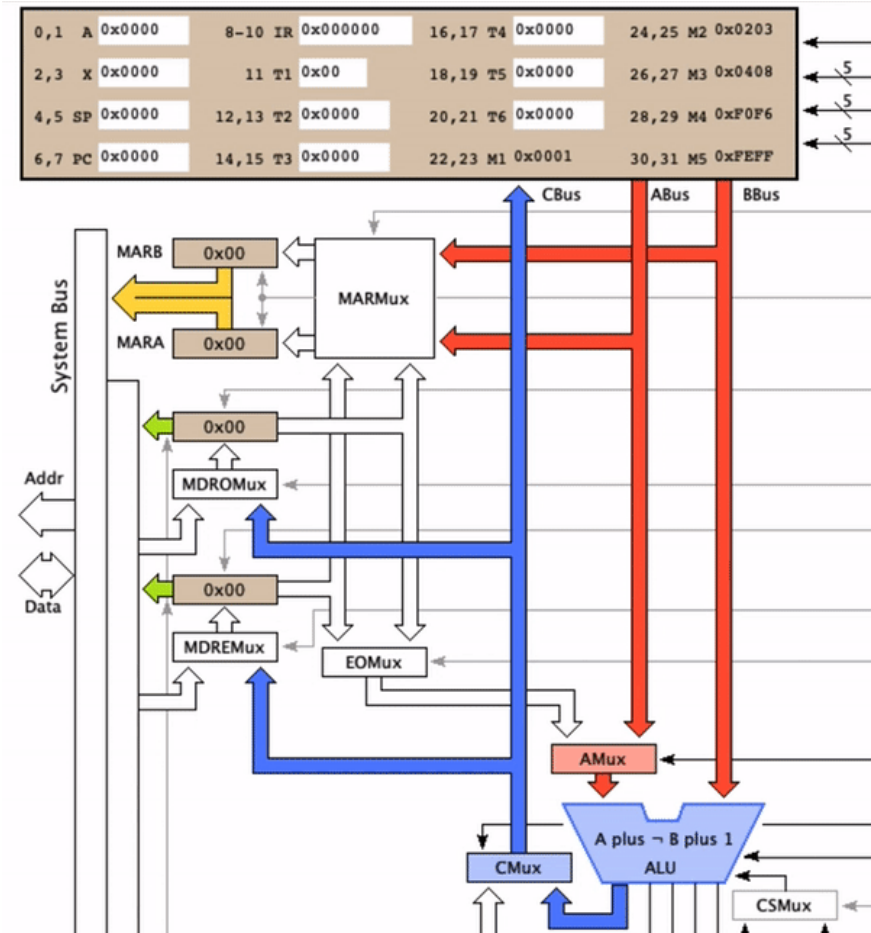 0,1 A 0x0000 8-10 IR 0x000000 16,17 T4 0x0000 24,25 M2 0x0203
2,3 X 0x0000 11 T1 0x00 18,19 T5 0x0000 26,27 M3 0x0408 5
4,5 SP 0x0000 12,13 T2 0x0000 20,21 T6 0x0000 28,29 M4 0xF0F6 5
6,7 PC 0x0000 14,15 T3 0x0000 22,23 M1 0x0001 30,31 M5 0xFEFF 5
CBus ABus BBus
MARB 0x00
MARMux
System Bus
MARA 0x00
0x00
Addr
MDROMux
0x00
Data
MDREMux
EOMux
AMux
A plus ¬ B plus 1
CMux ALU
CSMux